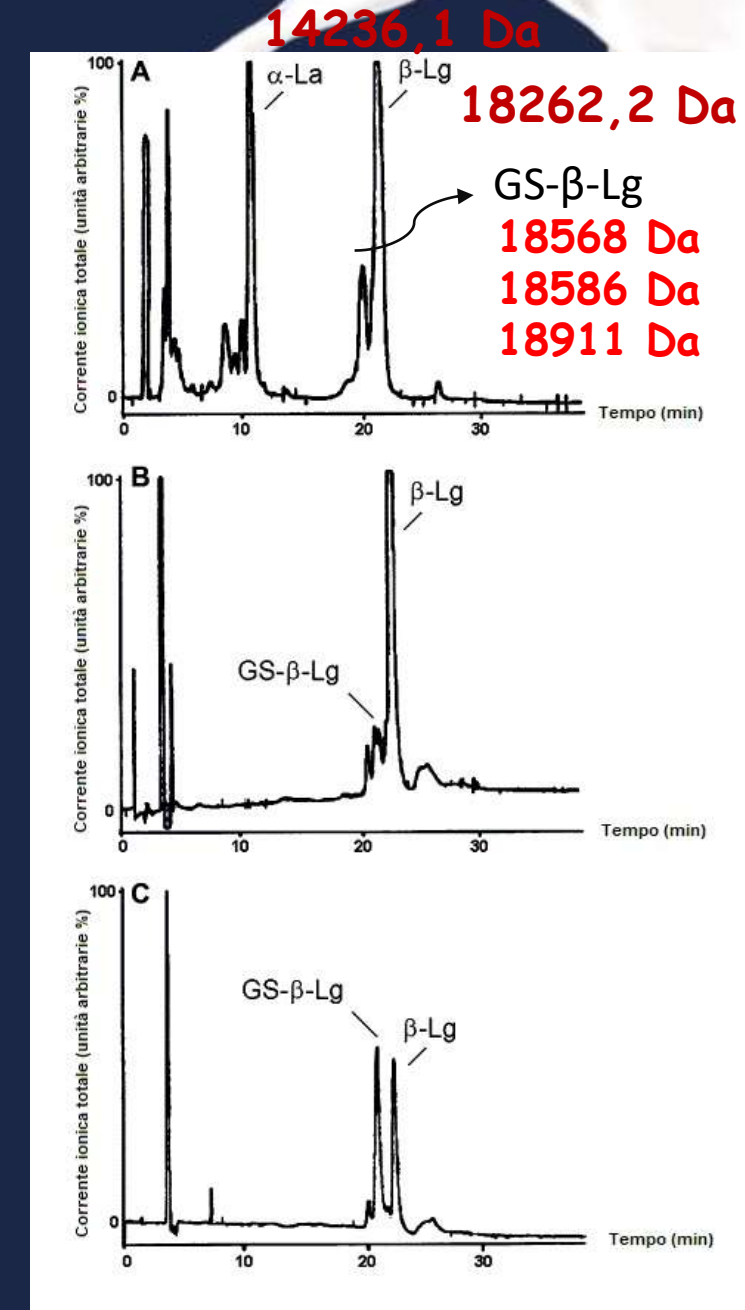 14236,1 Da
100 A α-La β-Lg
18262,2 Da
GS-β-Lg
18568 Da
18586 Da
18911 Da
Corrente ionica totale (unità arbitrarie %)
0
0 10 20 30 Tempo (min)
100 B β-Lg
GS-β-Lg
Corrente ionica totale (unità arbitrarie %)
0
0 10 20 30 Tempo (min)
100 C
GS-β-Lg
β-Lg
Corrente ionica totale (unità arbitrarie %)
0
0 10 20 30 Tempo (min)